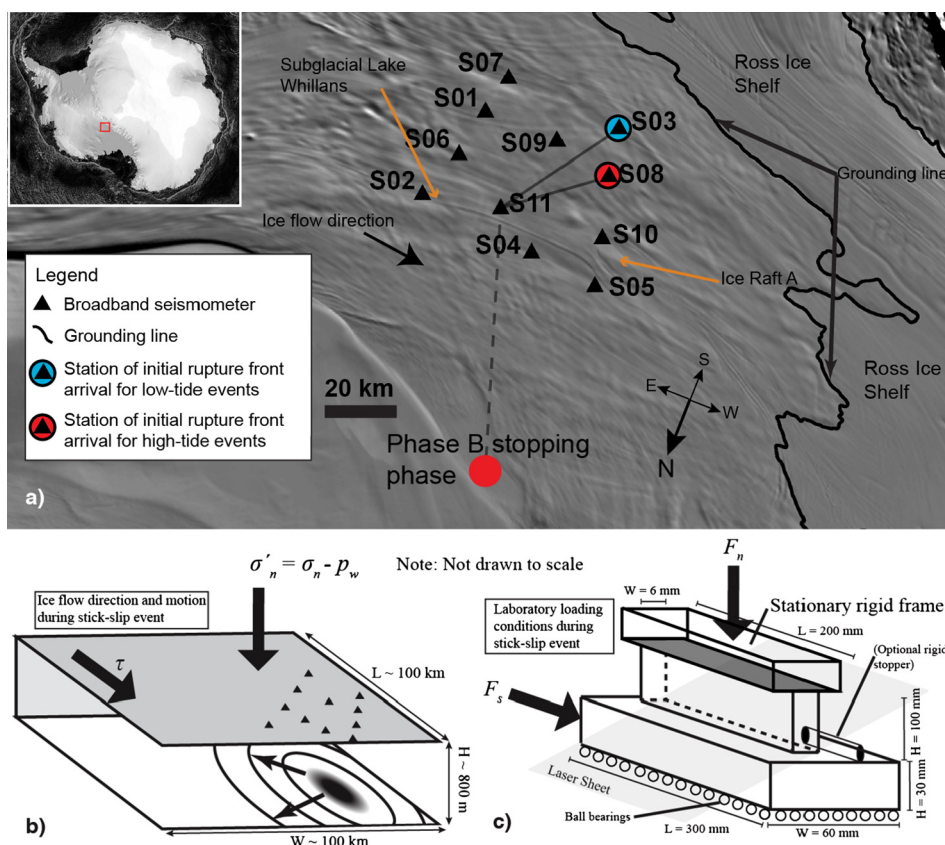 Subglacial Lake
Whillans
S07
S01
S06
S09
S03
S02
S08
S11
S04
S10
S05
Ice flow direction
Ice Raft A
Ross Ice
Shelf
Grounding line
Ross Ice
Shelf
Legend
Broadband seismometer
Grounding line
Station of initial rupture front
arrival for low-tide events
Station of initial rupture front
arrival for high-tide events
20 km
Phase B stopping
phase
S
E
W
N
a)
σ′n = σn - pw
Note: Not drawn to scale
Ice flow direction and motion
during stick-slip event
τ
L ~ 100 km
H ~ 800 m
W ~ 100 km
b)
Fn
W = 6 mm
Stationary rigid frame
Laboratory loading
conditions during
stick-slip event
L = 200 mm
(Optional rigid
stopper)
Fs
H = 100 mm
H = 30 mm
Laser Sheet
Ball bearings
L = 300 mm
W = 60 mm
c)